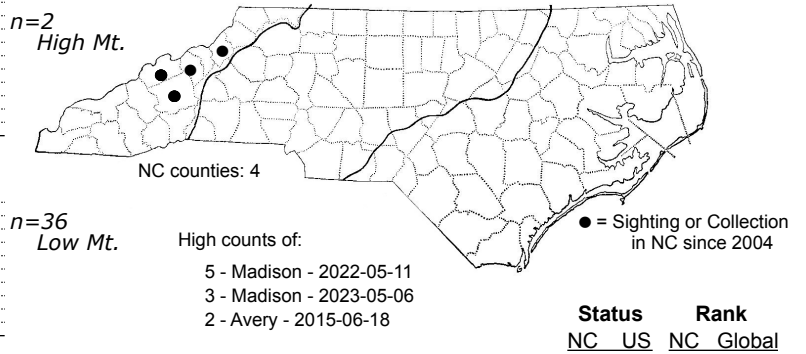 n=2
High Mt.
NC counties: 4
n=36
Low Mt.
High counts of:
5 - Madison - 2022-05-11
3 - Madison - 2023-05-06
2 - Avery - 2015-06-18
● = Sighting or Collection
in NC since 2004
Status Rank
NC US NC Global